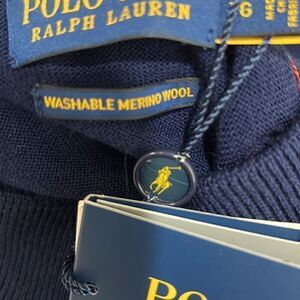 POLO
RALPH LAUREN
G
WASHABLE MERINO WOOL
PO